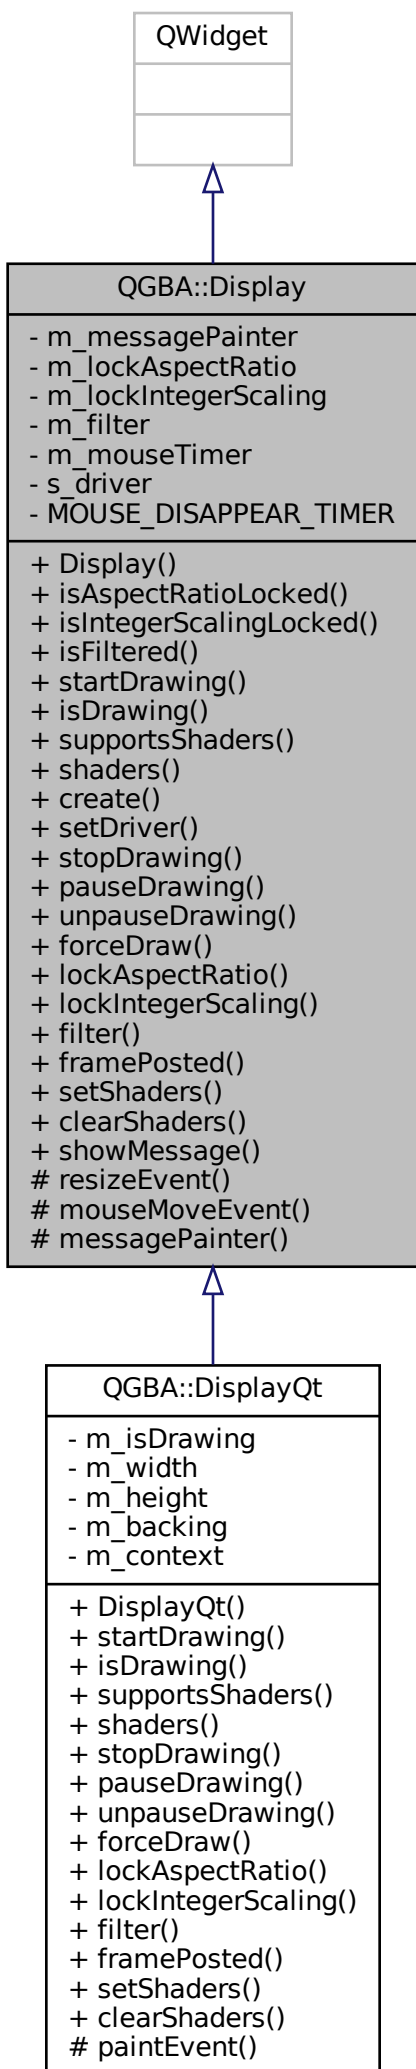 QWidget
QGBA::Display
- m_messagePainter
- m_lockAspectRatio
- m_lockIntegerScaling
- m_filter
- m_mouseTimer
- s_driver
- MOUSE_DISAPPEAR_TIMER
+ Display()
+ isAspectRatioLocked()
+ isIntegerScalingLocked()
+ isFiltered()
+ startDrawing()
+ isDrawing()
+ supportsShaders()
+ shaders()
+ create()
+ setDriver()
+ stopDrawing()
+ pauseDrawing()
+ unpauseDrawing()
+ forceDraw()
+ lockAspectRatio()
+ lockIntegerScaling()
+ filter()
+ framePosted()
+ setShaders()
+ clearShaders()
+ showMessage()
# resizeEvent()
# mouseMoveEvent()
# messagePainter()
QGBA::DisplayQt
- m_isDrawing
- m_width
- m_height
- m_backing
- m_context
+ DisplayQt()
+ startDrawing()
+ isDrawing()
+ supportsShaders()
+ shaders()
+ stopDrawing()
+ pauseDrawing()
+ unpauseDrawing()
+ forceDraw()
+ lockAspectRatio()
+ lockIntegerScaling()
+ filter()
+ framePosted()
+ setShaders()
+ clearShaders()
# paintEvent()